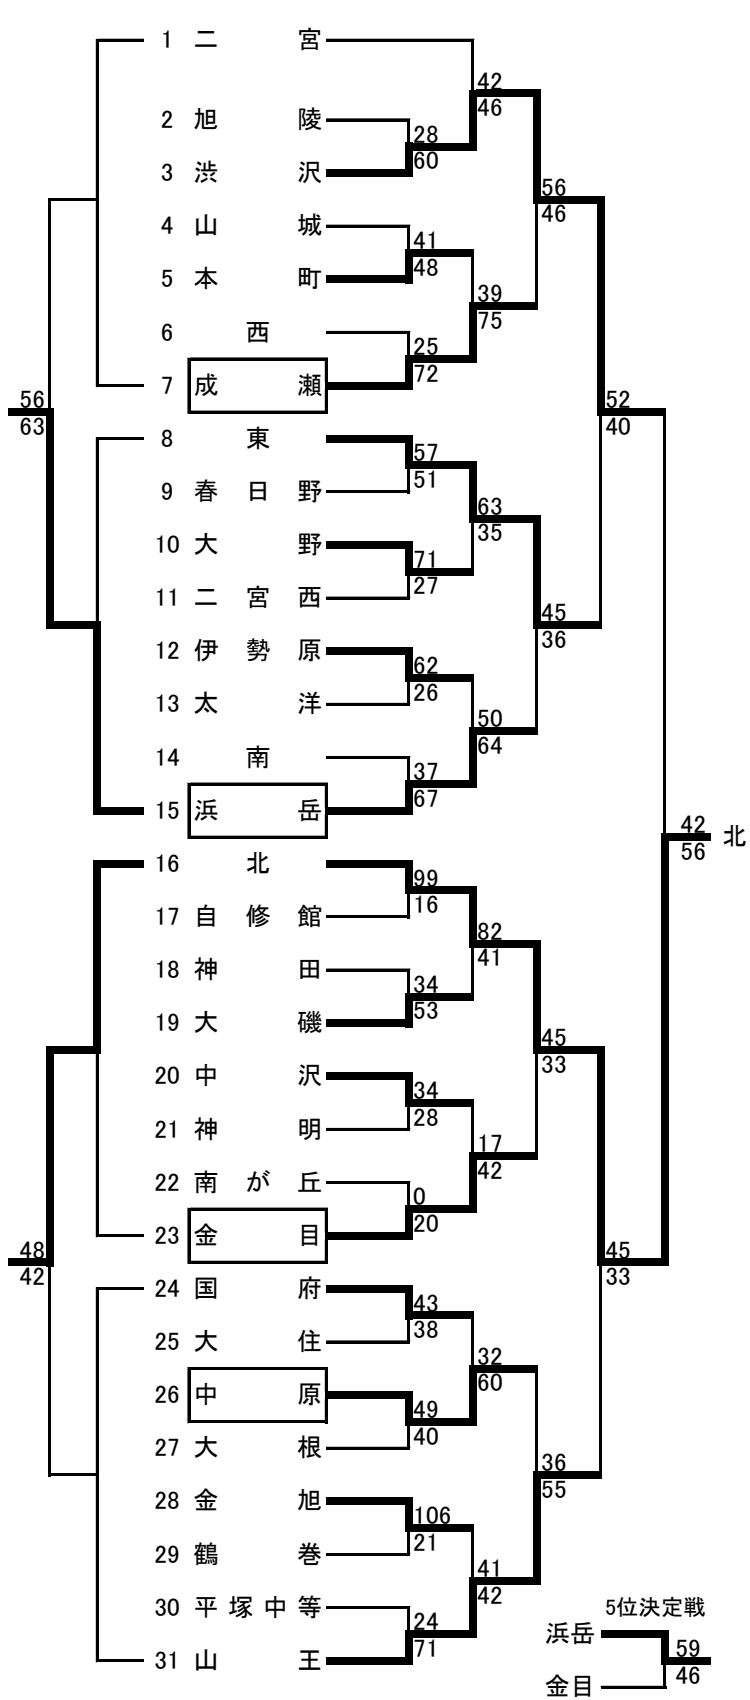 1 二宮
42
46
2 旭陵
28
60
3 渋沢
56
46
4 山城
41
48
5 本町
39
75
6 西
25
72
7 成瀬
56
63
52
40
8 東
57
51
9 春日野
63
35
10 大野
71
27
11 二宮西
45
36
12 伊勢原
62
26
13 太洋
50
64
14 南
37
67
15 浜岳
42
56
北
16 北
99
16
17 自修館
82
41
18 神田
34
53
19 大磯
45
33
20 中沢
34
28
21 神明
17
42
22 南が丘
0
20
23 金目
48
42
45
33
24 国府
43
38
25 大住
32
60
26 中原
49
40
27 大根
36
55
28 金旭
106
21
29 鶴巻
41
42
30 平塚中等
24
71
31 山王
5位決定戦
浜岳
59
46
金目